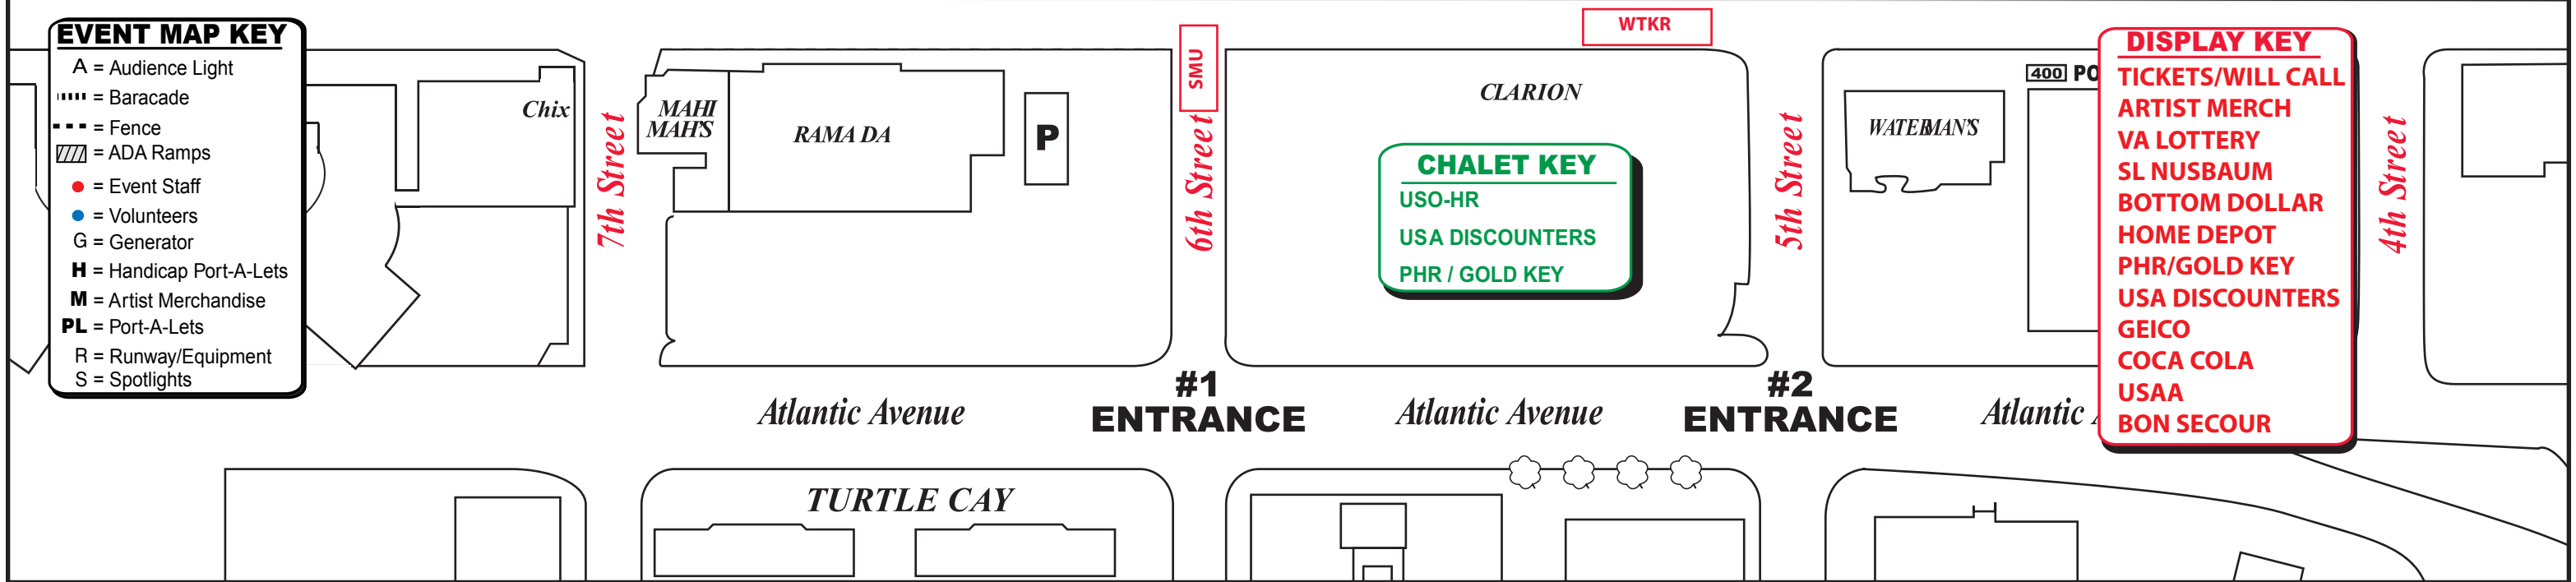 EVENT MAP KEY
A = Audience Light
= Baracade
= Fence
= ADA Ramps
= Event Staff
= Volunteers
G = Generator
H = Handicap Port-A-Lets
M = Artist Merchandise
PL = Port-A-Lets
R = Runway/Equipment
S = Spotlights
Chix
7th Street
MAHI
MAH'S
RAMA DA
P
SMU
6th Street
WTKR
CLARION
CHALET KEY
USO-HR
USA DISCOUNTERS
PHR / GOLD KEY
5th Street
WATERMAN'S
400 PO
DISPLAY KEY
TICKETS/WILL CALL
ARTIST MERCH
VA LOTTERY
SL NUSBAUM
BOTTOM DOLLAR
HOME DEPOT
PHR/GOLD KEY
USA DISCOUNTERS
GEICO
COCA COLA
USAA
BON SECOUR
4th Street
Atlantic Avenue
#1
ENTRANCE
Atlantic Avenue
#2
ENTRANCE
Atlantic
TURTLE CAY